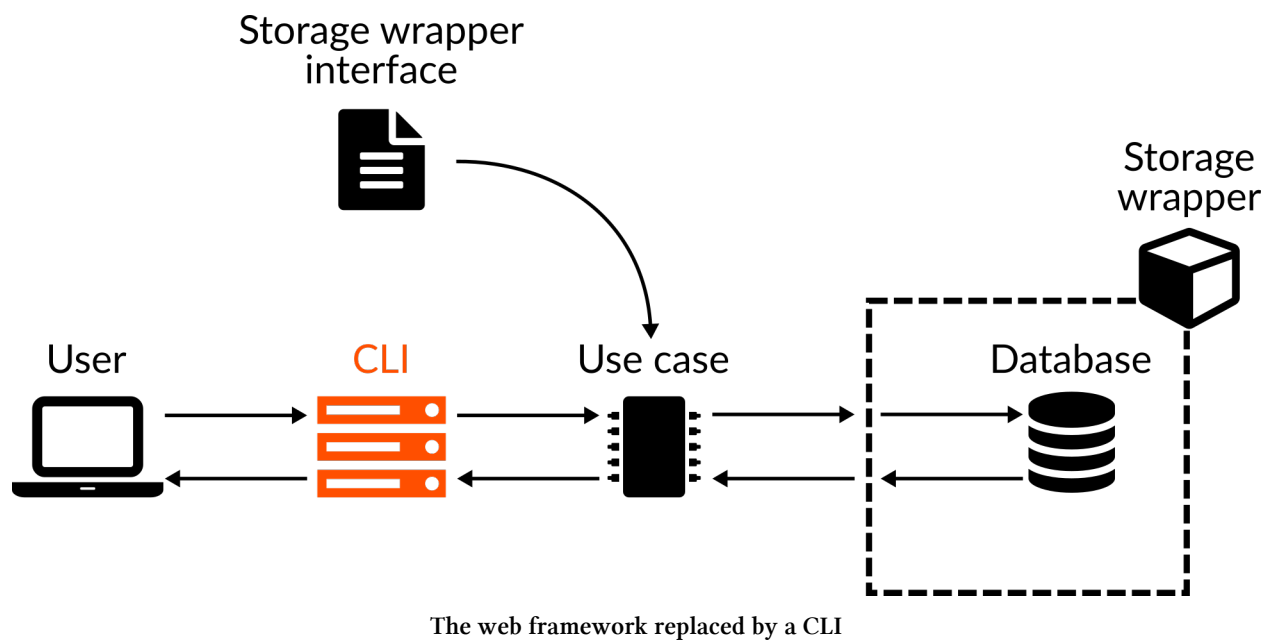 Storage wrapper
interface
Storage
wrapper
User
CLI
Use case
Database
The web framework replaced by a CLI